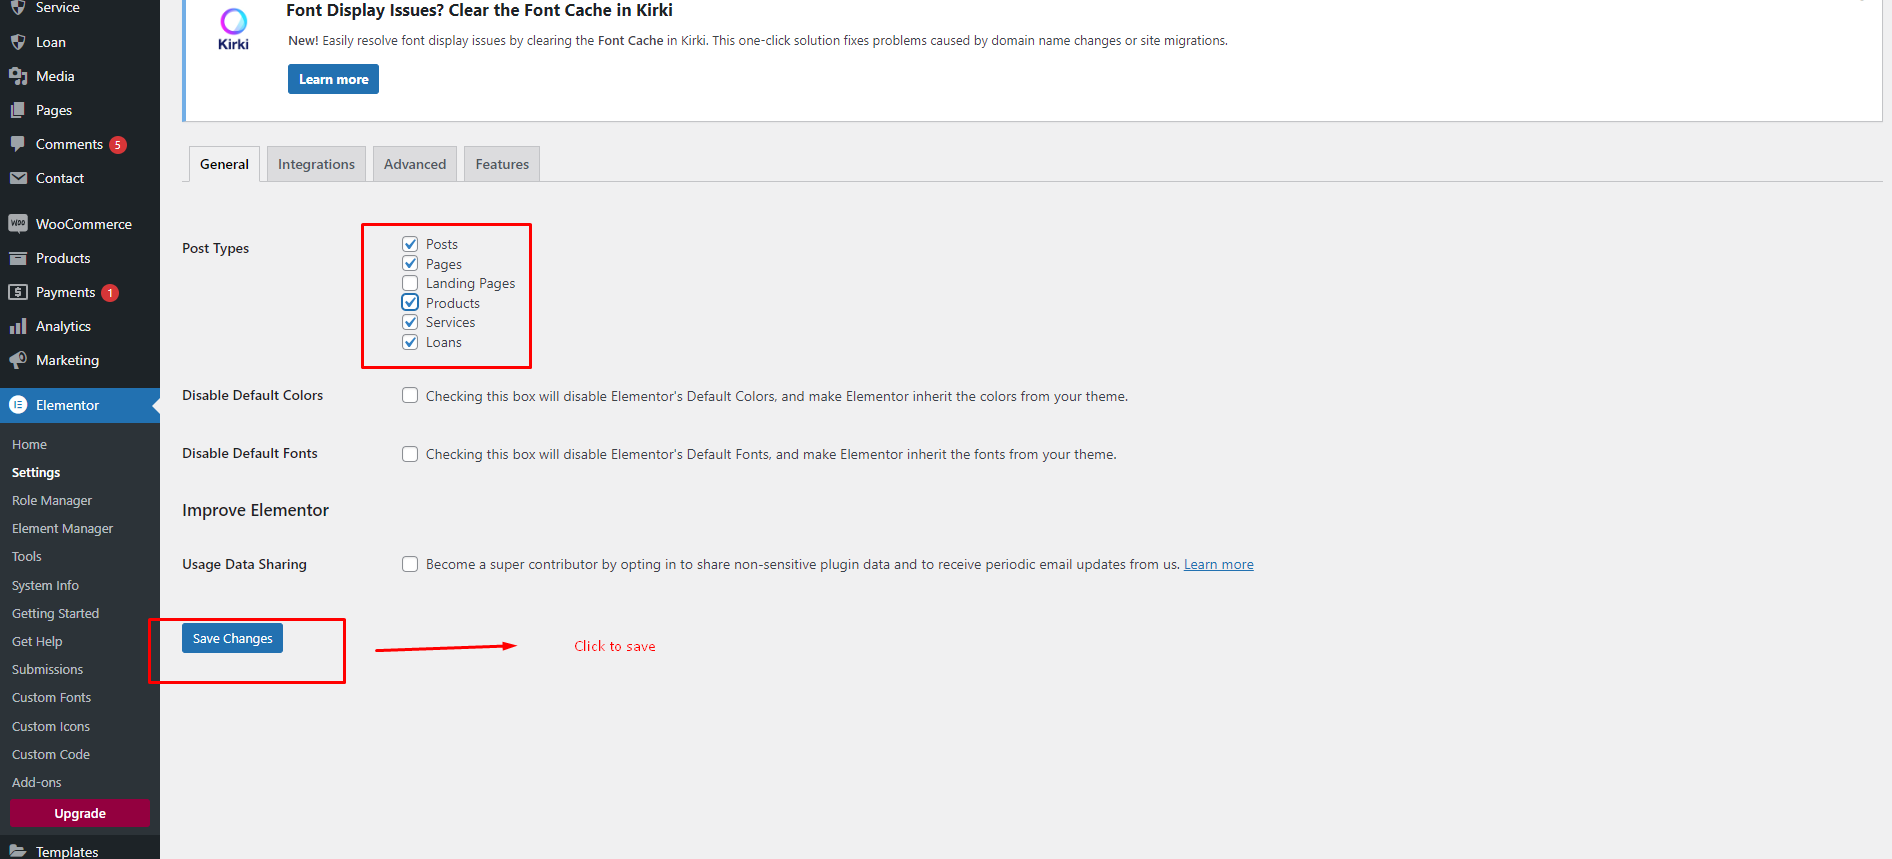 Service
Loan
Media
Pages
Comments 5
Contact
WooCommerce
Products
Payments 1
Analytics
Marketing
Elementor
Home
Settings
Role Manager
Element Manager
Tools
System Info
Getting Started
Get Help
Submissions
Custom Fonts
Custom Icons
Custom Code
Add-ons
Upgrade
Templates
Kirki
Font Display Issues? Clear the Font Cache in Kirki
New! Easily resolve font display issues by clearing the Font Cache in Kirki. This one-click solution fixes problems caused by domain name changes or site migrations.
Learn more
General Integrations Advanced Features
Post Types
Posts
Pages
Landing Pages
Products
Services
Loans
Disable Default Colors
Checking this box will disable Elementor's Default Colors, and make Elementor inherit the colors from your theme.
Disable Default Fonts
Checking this box will disable Elementor's Default Fonts, and make Elementor inherit the fonts from your theme.
Improve Elementor
Usage Data Sharing
Become a super contributor by opting in to share non-sensitive plugin data and to receive periodic email updates from us. Learn more
Save Changes
Click to save